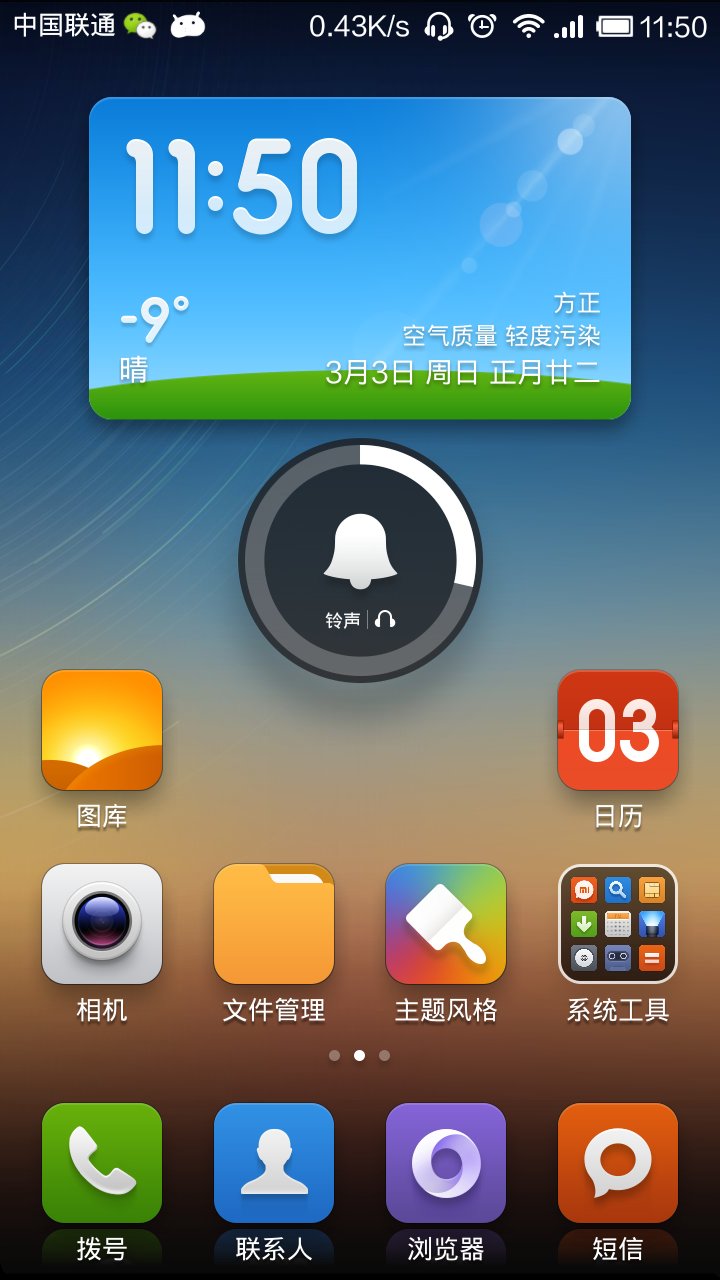 中国联通 0.43K/s 11:50
11:50
-9°
晴
方正
空气质量 轻度污染
3月3日 周日 正月廿二
铃声
03
图库 日历
mi
相机 文件管理 主题风格 系统工具
拨号 联系人 浏览器 短信